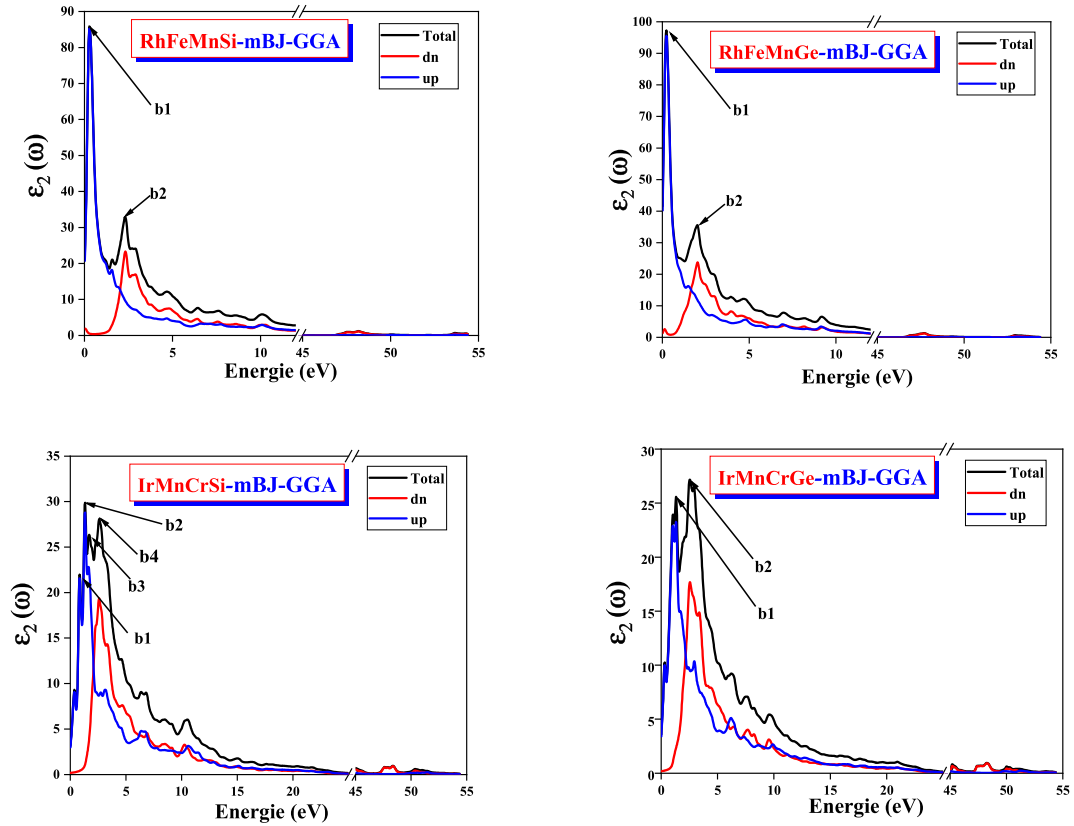 RhFeMnSi-mBJ-GGA
Total
dn
up
b1
b2
90
80
70
60
50
40
30
20
10
0
ε2 (ω)
0 5 10 45 50 55
Energie (eV)
RhFeMnGe-mBJ-GGA
Total
dn
up
b1
b2
100
90
80
70
60
50
40
30
20
10
0
ε2 (ω)
0 5 10 45 50 55
Energie (eV)
IrMnCrSi-mBJ-GGA
Total
dn
up
b2
b4
b3
b1
35
30
25
20
15
10
5
0
ε2 (ω)
0 5 10 15 20 45 50 55
Energie (eV)
IrMnCrGe-mBJ-GGA
Total
dn
up
b2
b1
30
25
20
15
10
5
0
ε2 (ω)
0 5 10 15 20 45 50 55
Energie (eV)